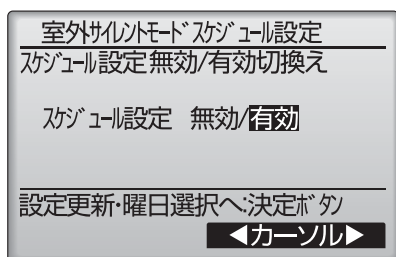 室外サイレントモードスケジュール設定
スケジュール設定 無効/有効切換え
スケジュール設定 無効/有効
設定更新・曜日選択へ:決定ボタン
◀カーソル▶